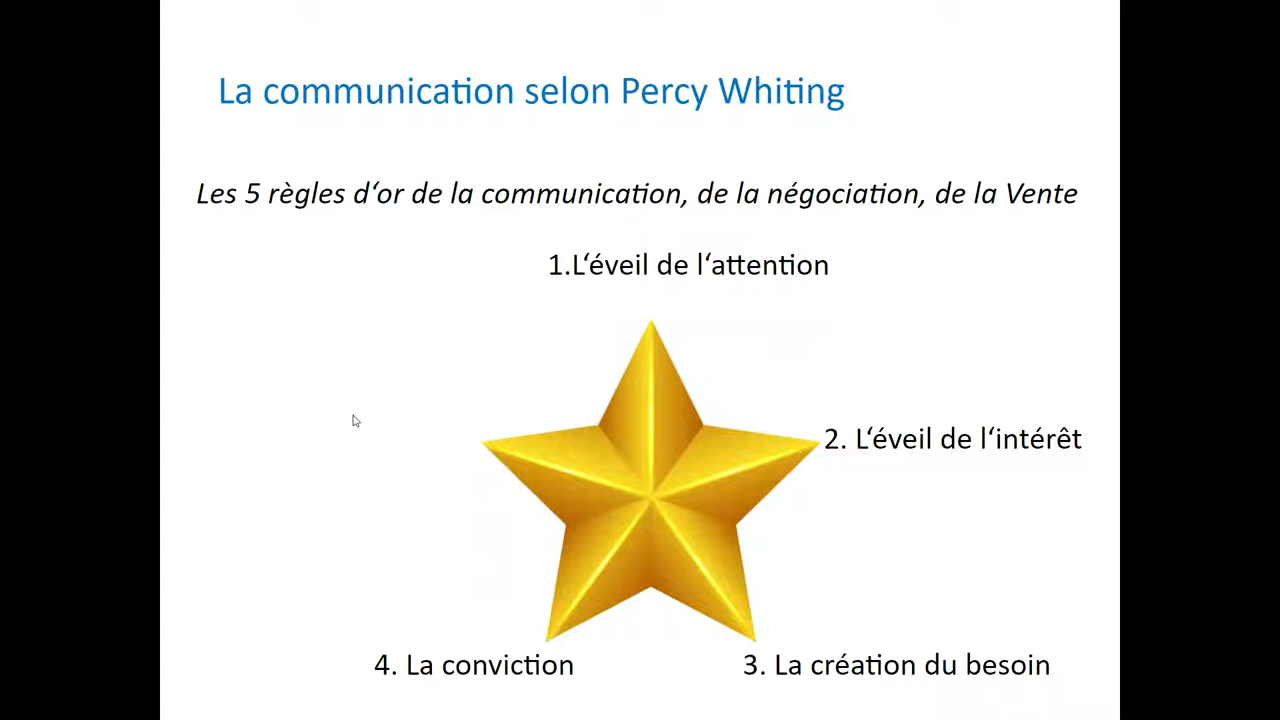 La communication selon Percy Whiting
Les 5 règles d‘or de la communication, de la négociation, de la Vente
1.L‘éveil de l‘attention
2. L‘éveil de l‘intérêt
4. La conviction
3. La création du besoin